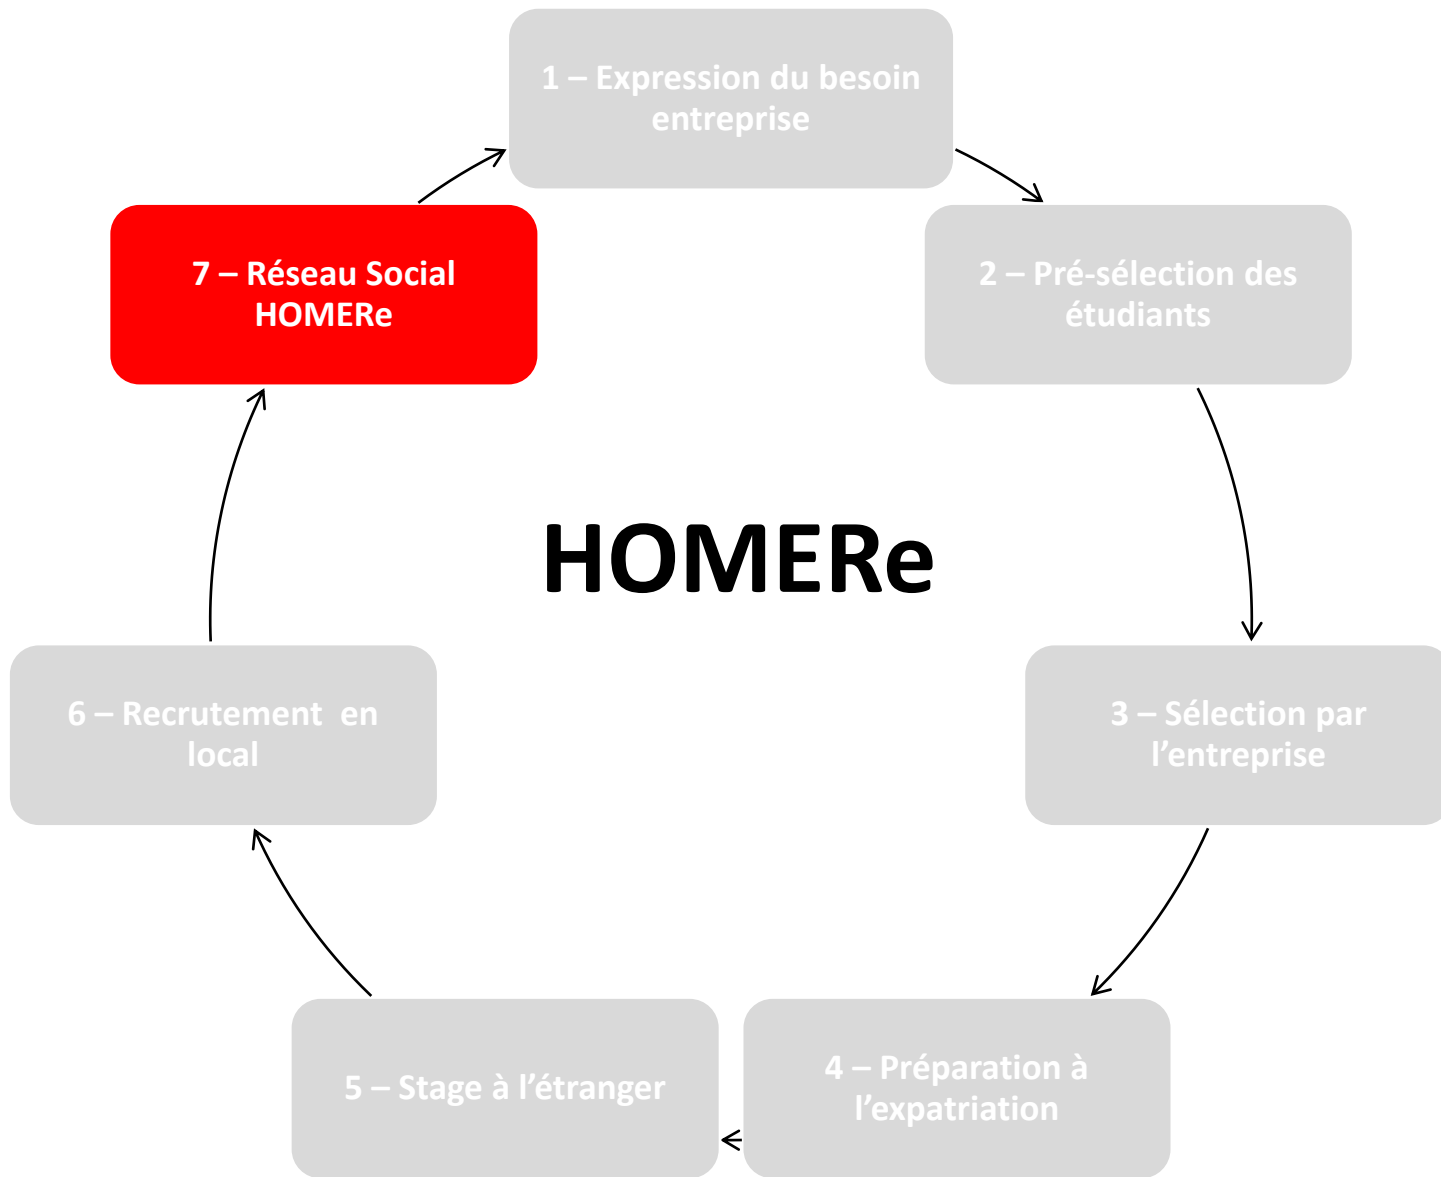 1 – Expression du besoin
entreprise
2 – Pré-sélection des
étudiants
3 – Sélection par
l’entreprise
4 – Préparation à
l’expatriation
5 – Stage à l’étranger
6 – Recrutement  en
local
7 – Réseau Social
HOMERe
HOMERe